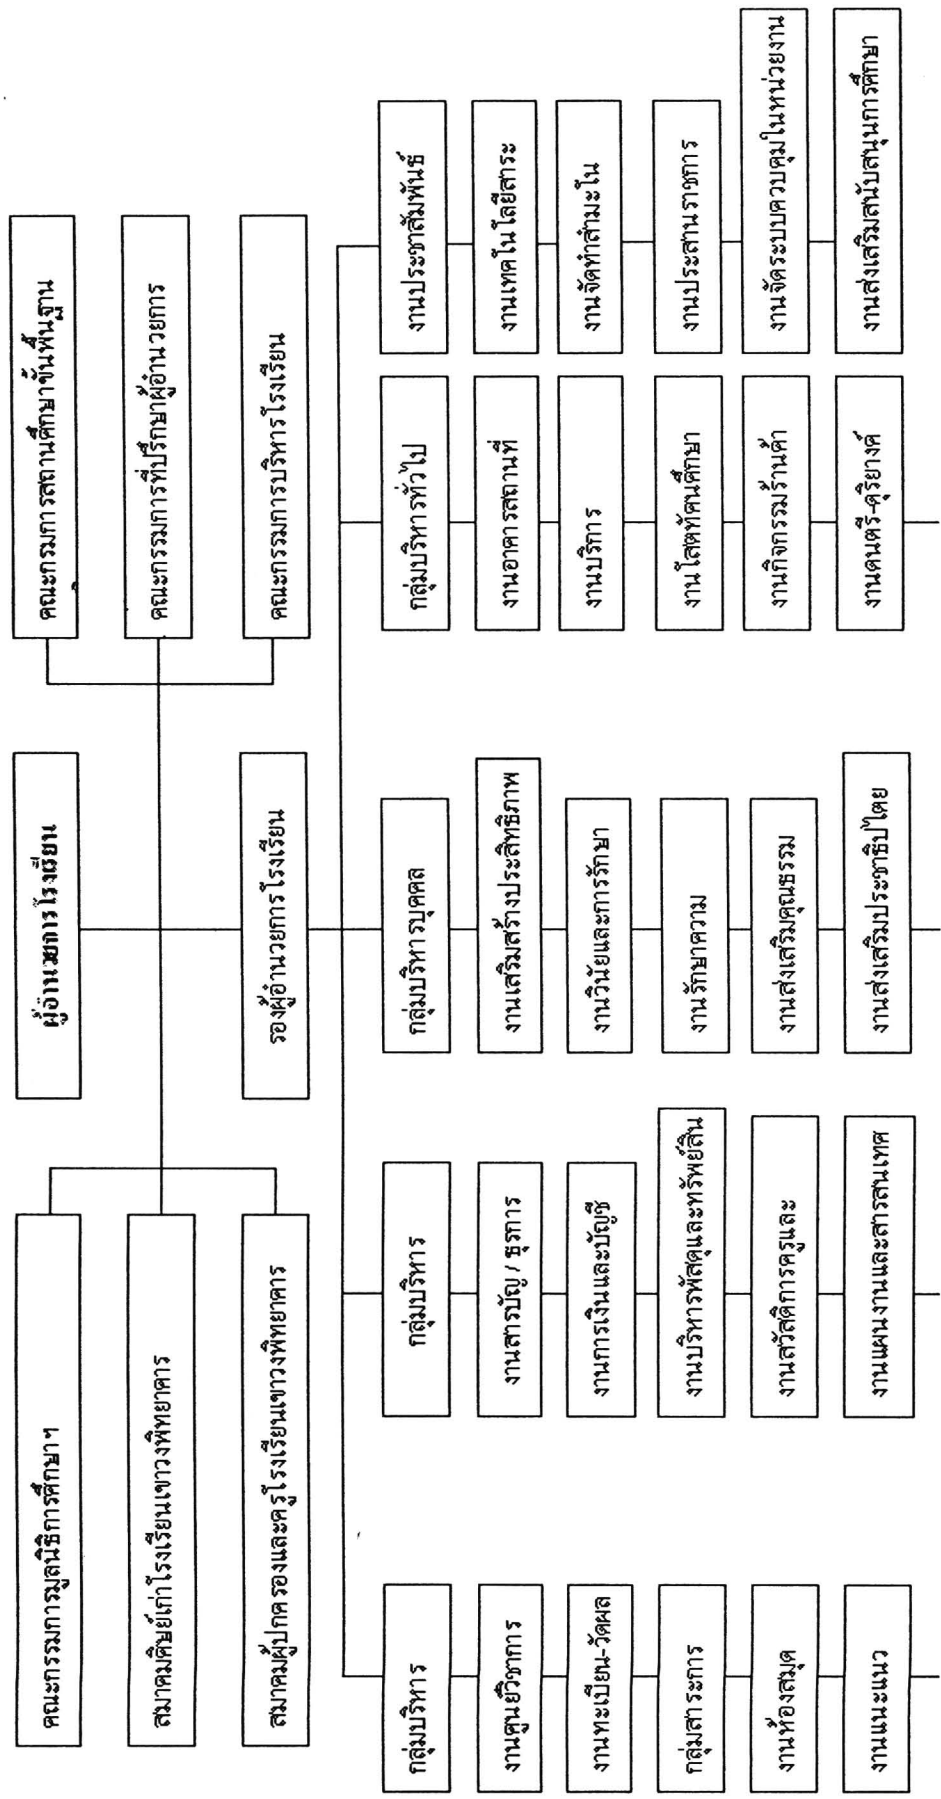 ผู้อำนวยการโรงเรียน
คณะกรรมการมูลนิธิการศึกษาฯ
สมาคมศิษย์เก่าโรงเรียนเขาวงพิทยาคาร
สมาคมผู้ปกครองและครูโรงเรียนเขาวงพิทยาคาร
คณะกรมการสถานศึกษาขั้นพื้นฐาน
คณะกรรมการที่ปรึกษาผู้อำนวยการ
คณะกรรมการบริหารโรงเรียน
รองผู้อำนวยการโรงเรียน
กลุ่มบริหาร
งานศูนย์วิชาการ
งานทะเบียน-วัดผล
กลุ่มสาระการ
งานห้องสมุด
งานแนะแนว
กลุ่มบริหาร
งานสารบัญ / ธุรการ
งานการเงินและบัญชี
งานบริหารพัสดุและทรัพย์สิน
งานสวัสดิการครูและ
งานแผนงานและสารสนเทศ
กลุ่มบริหารบุคคล
งานเสริมสร้างประสิทธิภาพ
งานวินัยและการรักษา
งานรักษาความ
งานส่งเสริมคุณธรรม
งานส่งเสริมประชาธิปไตย
กลุ่มบริหารทั่วไป
งานอาคารสถานที่
งานบริการ
งานโสตทัศนศึกษา
งานกิจกรรมร้านค้า
งานดนตรี-ดุริยางค์
งานประชาสัมพันธ์
งานเทคโนโลยีสาระ
งานจัดทำสำมะโน
งานประสานราชการ
งานจัดระบบควบคุมในหน่วยงาน
งานส่งเสริมสนับสนุนการศึกษา